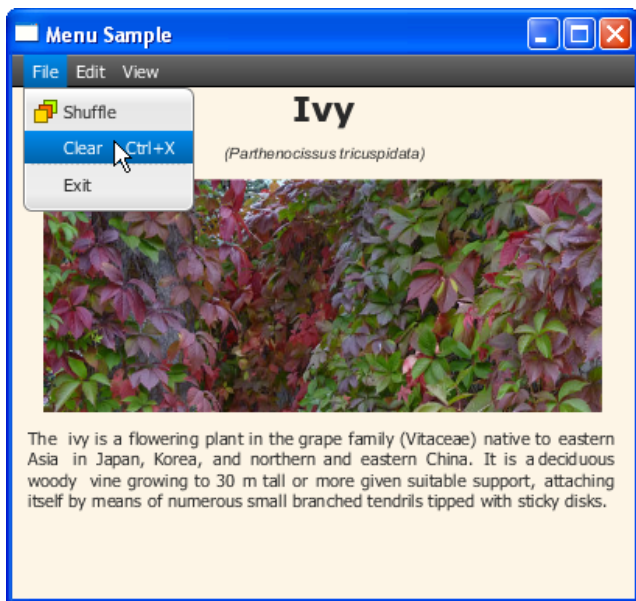 Menu Sample
File Edit View
Shuffle
Clear Ctrl+X
Exit
Ivy
(Parthenocissus tricuspidata)
The ivy is a flowering plant in the grape family (Vitaceae) native to eastern
Asia in Japan, Korea, and northern and eastern China. It is a deciduous
woody vine growing to 30 m tall or more given suitable support, attaching
itself by means of numerous small branched tendrils tipped with sticky disks.